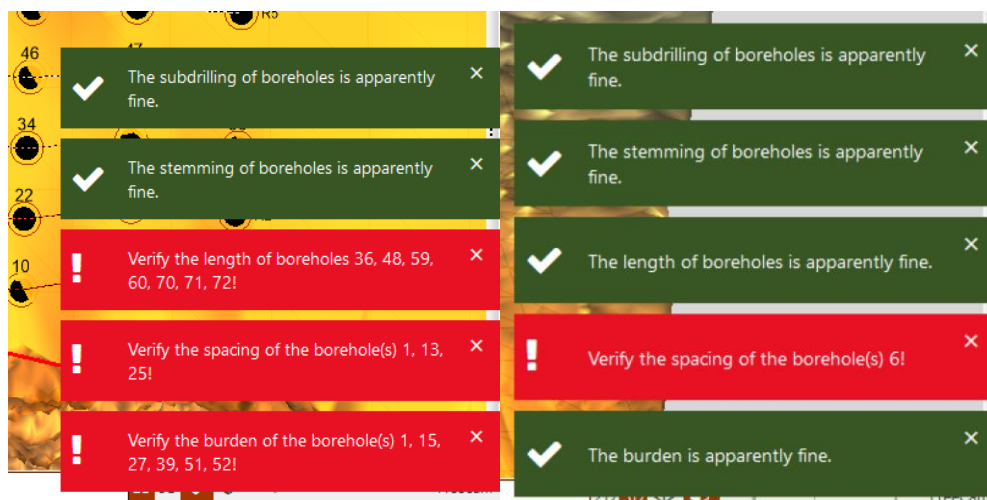 R5
46
47
34
22
10
The subdrilling of boreholes is apparently
fine.
The stemming of boreholes is apparently
fine.
Verify the length of boreholes 36, 48, 59,
60, 70, 71, 72!
Verify the spacing of the borehole(s) 1, 13,
25!
Verify the burden of the borehole(s) 1, 15,
27, 39, 51, 52!
The subdrilling of boreholes is apparently
fine.
The stemming of boreholes is apparently
fine.
The length of boreholes is apparently fine.
Verify the spacing of the borehole(s) 6!
The burden is apparently fine.